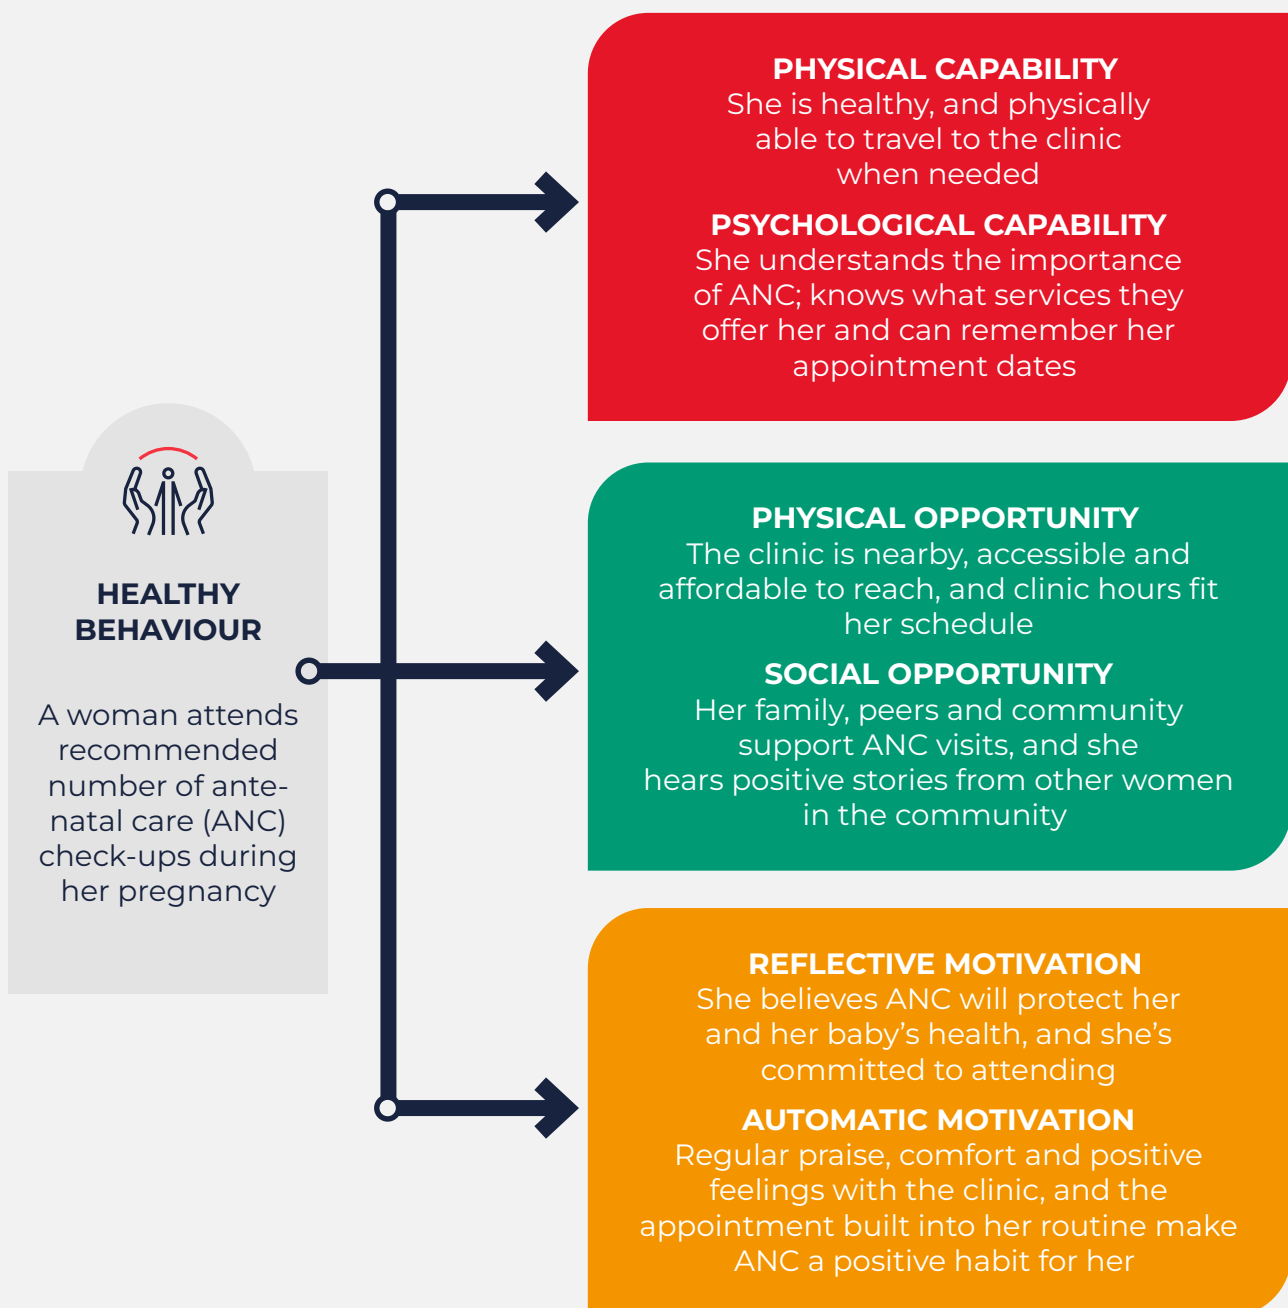 HEALTHY
BEHAVIOUR
A woman attends
recommended
number of ante-
natal care (ANC)
check-ups during
her pregnancy
PHYSICAL CAPABILITY
She is healthy, and physically
able to travel to the clinic
when needed
PSYCHOLOGICAL CAPABILITY
She understands the importance
of ANC; knows what services they
offer her and can remember her
appointment dates
PHYSICAL OPPORTUNITY
The clinic is nearby, accessible and
affordable to reach, and clinic hours fit
her schedule
SOCIAL OPPORTUNITY
Her family, peers and community
support ANC visits, and she
hears positive stories from other women
in the community
REFLECTIVE MOTIVATION
She believes ANC will protect her
and her baby’s health, and she’s
committed to attending
AUTOMATIC MOTIVATION
Regular praise, comfort and positive
feelings with the clinic, and the
appointment built into her routine make
ANC a positive habit for her